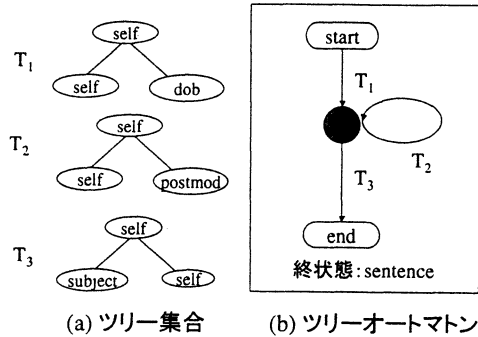 self
T1
self
dob
self
T2
self
postmod
self
T3
subject
self
(a) ツリー集合
start
T1
T2
T3
end
終状態:sentence
(b) ツリーオートマトン